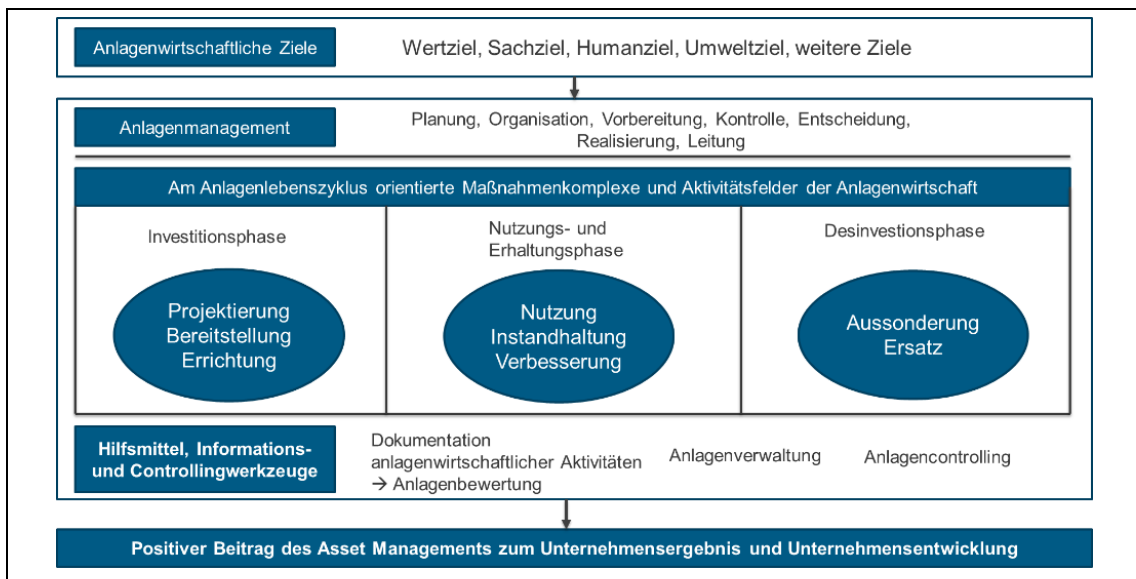 Anlagenwirtschaftliche Ziele
Wertziel, Sachziel, Humanziel, Umweltziel, weitere Ziele
Anlagenmanagement
Planung, Organisation, Vorbereitung, Kontrolle, Entscheidung,
Realisierung, Leitung
Am Anlagenlebenszyklus orientierte Maßnahmenkomplexe und Aktivitätsfelder der Anlagenwirtschaft
Investitionsphase
Projektierung
Bereitstellung
Errichtung
Nutzungs- und
Erhaltungsphase
Nutzung
Instandhaltung
Verbesserung
Desinvestionsphase
Aussonderung
Ersatz
Hilfsmittel, Informations-
und Controllingwerkzeuge
Dokumentation
anlagenwirtschaftlicher Aktivitäten
→ Anlagenbewertung
Anlagenverwaltung
Anlagencontrolling
Positiver Beitrag des Asset Managements zum Unternehmensergebnis und Unternehmensentwicklung